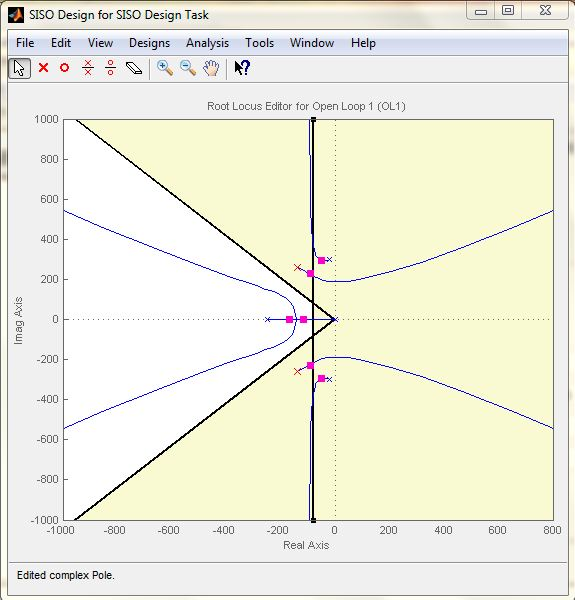 SISO Design for SISO Design Task
File Edit View Designs Analysis Tools Window Help
Root Locus Editor for Open Loop 1 (OL1)
1000
800
600
400
200
0
-200
-400
-600
-800
-1000
Imag Axis
-1000 -800 -600 -400 -200 0 200 400 600 800
Real Axis
Edited complex Pole.